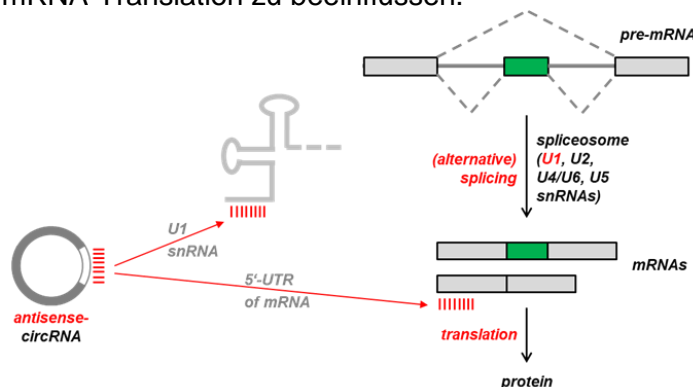 mRNA-Translation zu beeinflussen.
pre-mRNA
(alternative)
splicing
spliceosome
(U1, U2,
U4/U6, U5
snRNAs)
U1
snRNA
5'-UTR
of mRNA
antisense-
circRNA
mRNAs
translation
protein